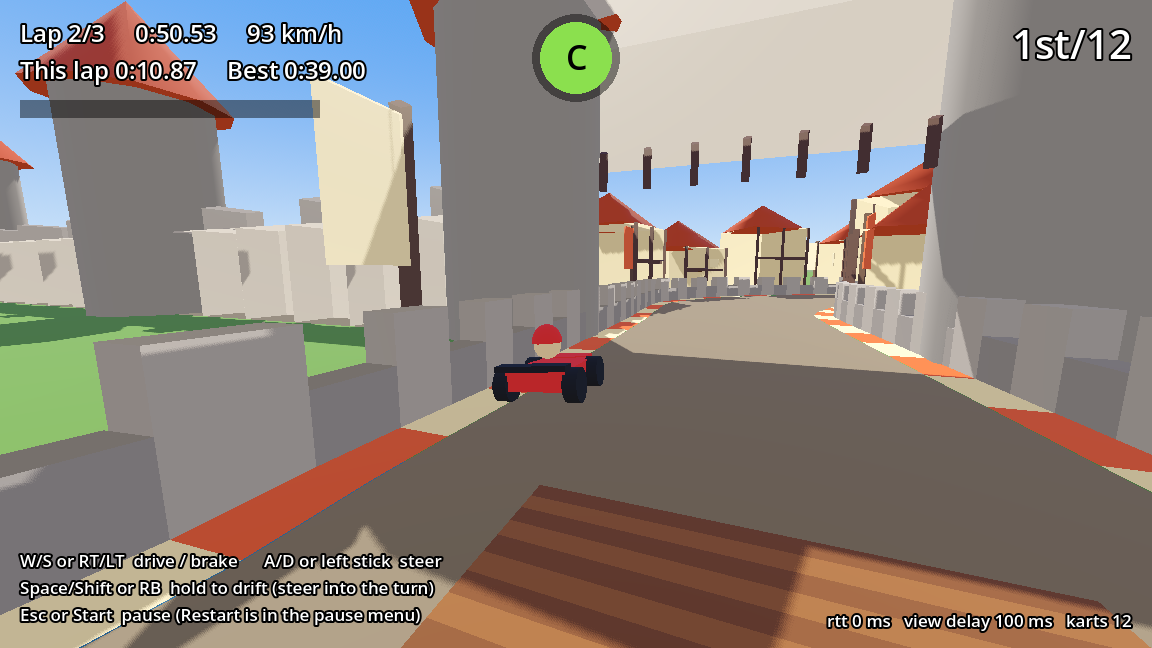 Lap 2/3 0:50.53 93 km/h
This lap 0:10.87 Best 0:39.00
C
1st/12
W/S or RT/LT drive / brake A/D or left stick steer
Space/Shift or RB hold to drift (steer into the turn)
Esc or Start pause (Restart is in the pause menu)
rtt 0 ms view delay 100 ms karts 12